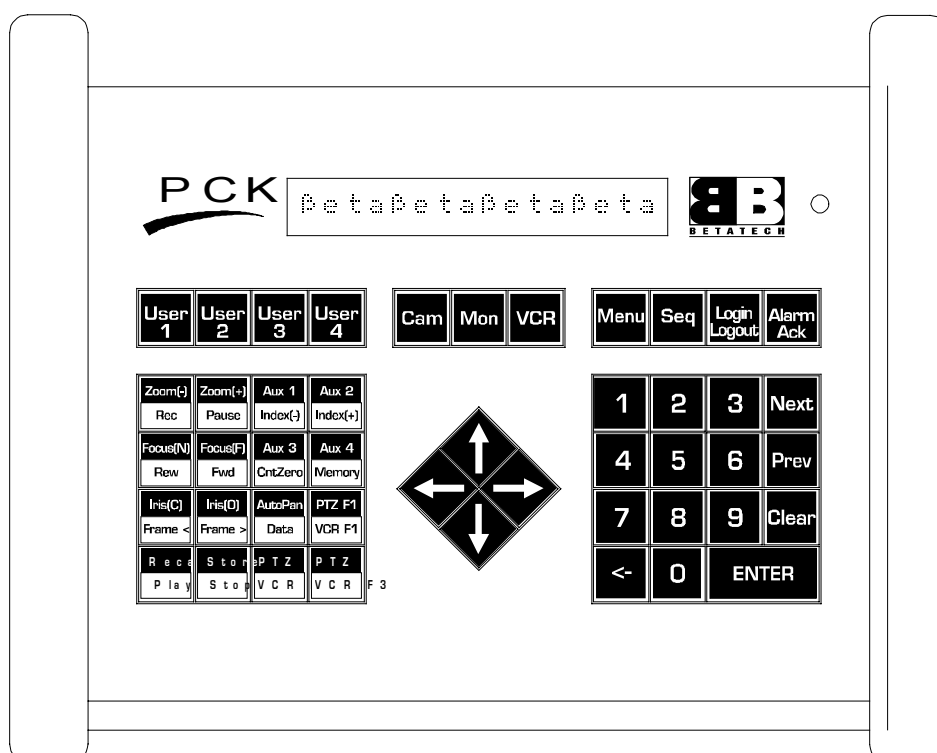 PCK
βetaβetaβetaβeta
BETATECH
User 1 User 2 User 3 User 4
Cam Mon VCR
Menu Seq Login Logout Alarm Ack
Zoom(-) Zoom(+) Aux 1 Aux 2
Rec Pause Index(-) Index(+)
Focus(N) Focus(F) Aux 3 Aux 4
Rew Fwd CntZero Memory
Iris(C) Iris(O) AutoPan PTZ F1
Frame < Frame > Data VCR F1
Reca Store PTZ PTZ
Play Stop VCR VCR F3
1 2 3 Next
4 5 6 Prev
7 8 9 Clear
<- 0 ENTER